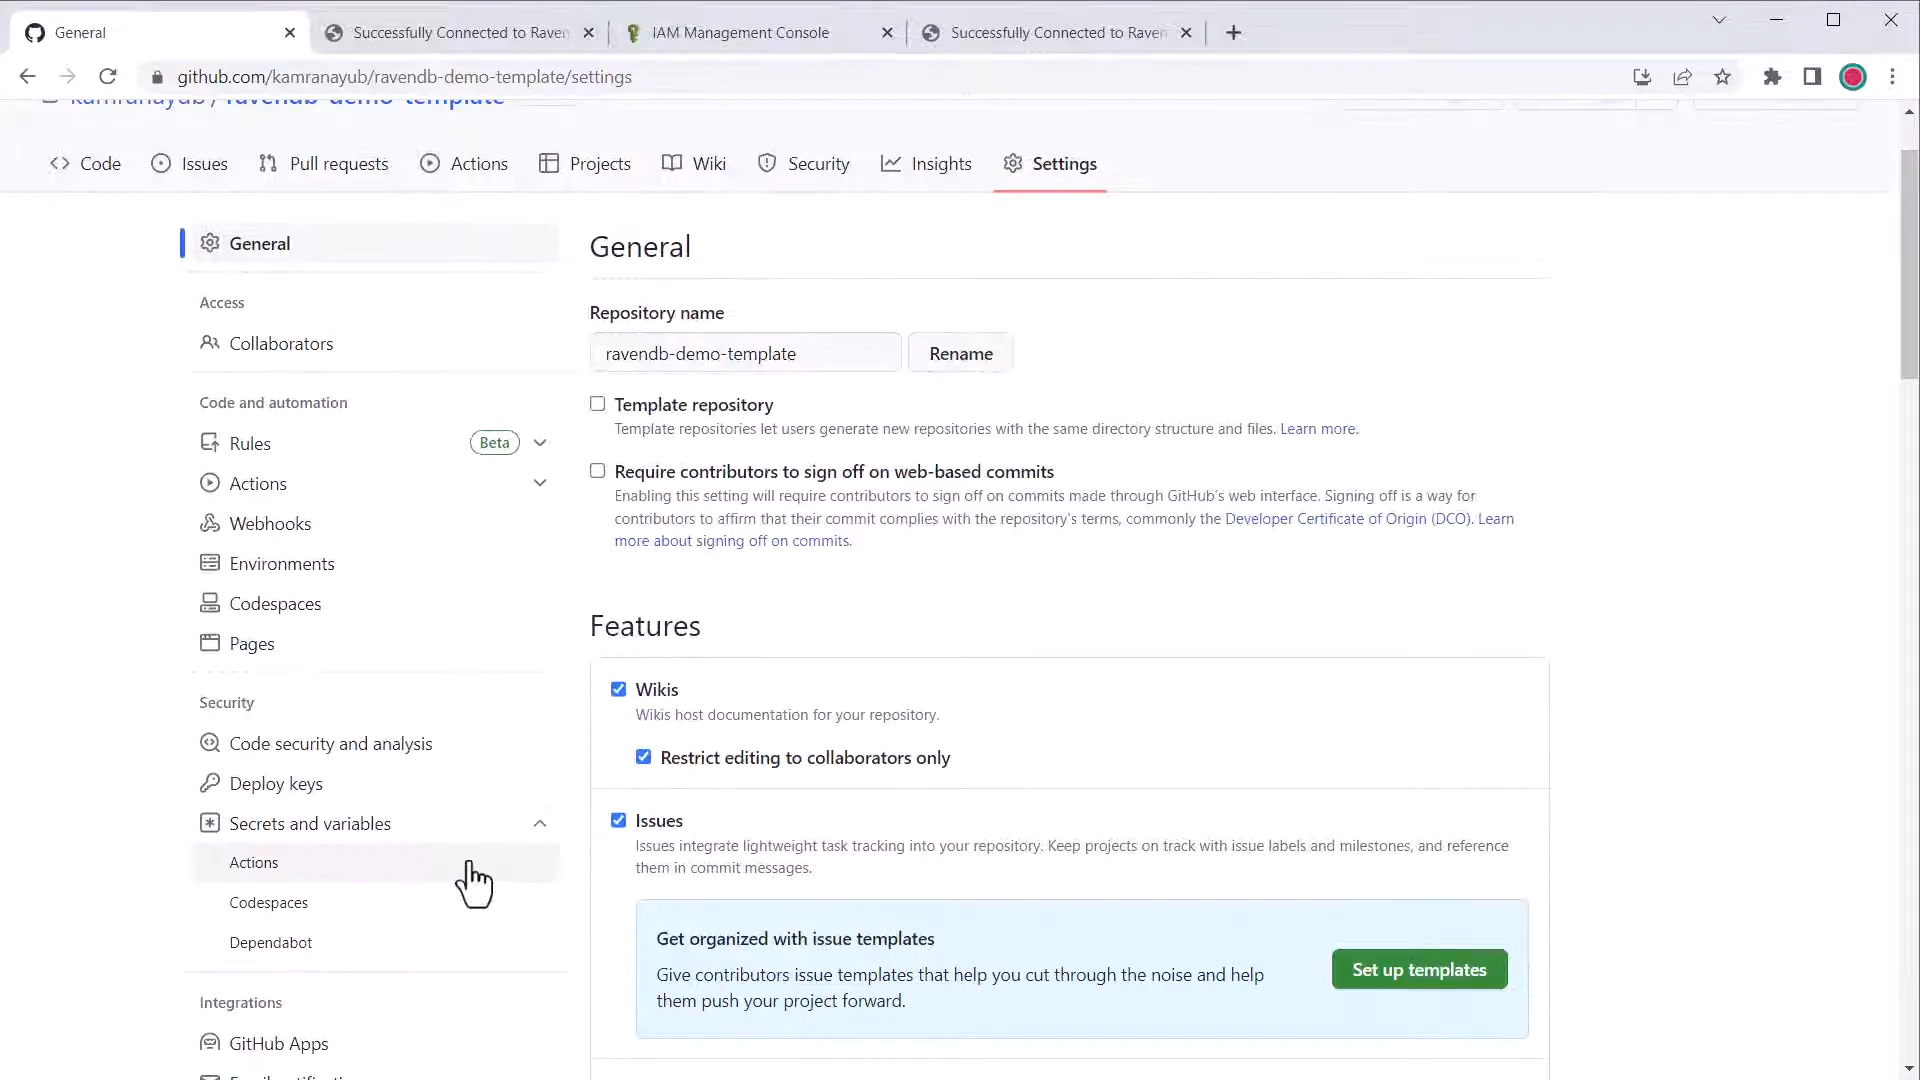 General
Successfully Connected to Raven
IAM Management Console
Successfully Connected to Raven
github.com/kamranayub/ravendb-demo-template/settings
kamranayub / ravendb-demo-template
Code
Issues
Pull requests
Actions
Projects
Wiki
Security
Insights
Settings
General
Access
Collaborators
Code and automation
Rules
Beta
Actions
Webhooks
Environments
Codespaces
Pages
Security
Code security and analysis
Deploy keys
Secrets and variables
Actions
Codespaces
Dependabot
Integrations
GitHub Apps
General
Repository name
ravendb-demo-template
Rename
Template repository
Template repositories let users generate new repositories with the same directory structure and files. Learn more.
Require contributors to sign off on web-based commits
Enabling this setting will require contributors to sign off on commits made through GitHub's web interface. Signing off is a way for
contributors to affirm that their commit complies with the repository's terms, commonly the Developer Certificate of Origin (DCO). Learn
more about signing off on commits.
Features
Wikis
Wikis host documentation for your repository.
Restrict editing to collaborators only
Issues
Issues integrate lightweight task tracking into your repository. Keep projects on track with issue labels and milestones, and reference
them in commit messages.
Get organized with issue templates
Give contributors issue templates that help you cut through the noise and help
them push your project forward.
Set up templates